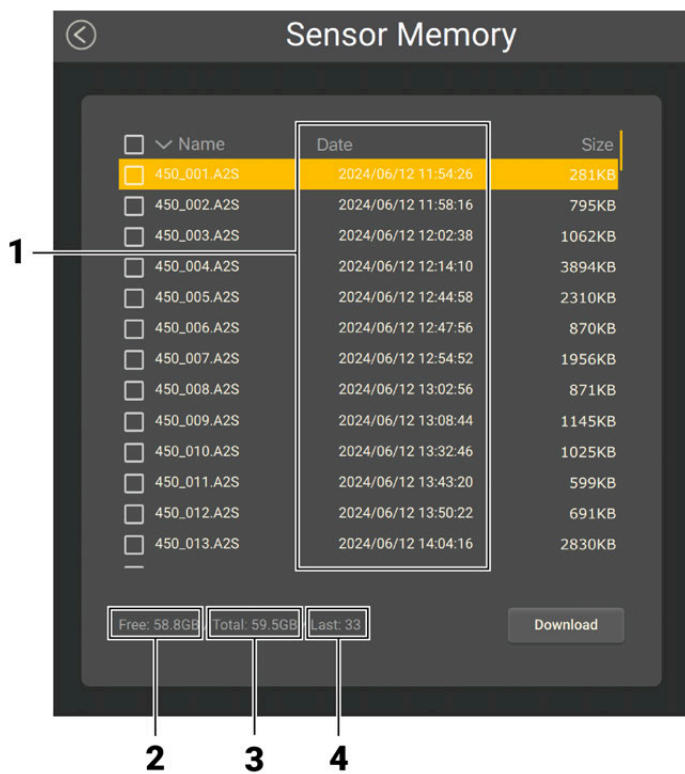 Sensor Memory
Name Date Size
450_001.A2S 2024/06/12 11:54:26 281KB
450_002.A2S 2024/06/12 11:58:16 795KB
450_003.A2S 2024/06/12 12:02:38 1062KB
1
450_004.A2S 2024/06/12 12:14:10 3894KB
450_005.A2S 2024/06/12 12:44:58 2310KB
450_006.A2S 2024/06/12 12:47:56 870KB
450_007.A2S 2024/06/12 12:54:52 1956KB
450_008.A2S 2024/06/12 13:02:56 871KB
450_009.A2S 2024/06/12 13:08:44 1145KB
450_010.A2S 2024/06/12 13:32:46 1025KB
450_011.A2S 2024/06/12 13:43:20 599KB
450_012.A2S 2024/06/12 13:50:22 691KB
450_013.A2S 2024/06/12 14:04:16 2830KB
Free: 58.8GB Total: 59.5GB Last: 33 Download
2 3 4